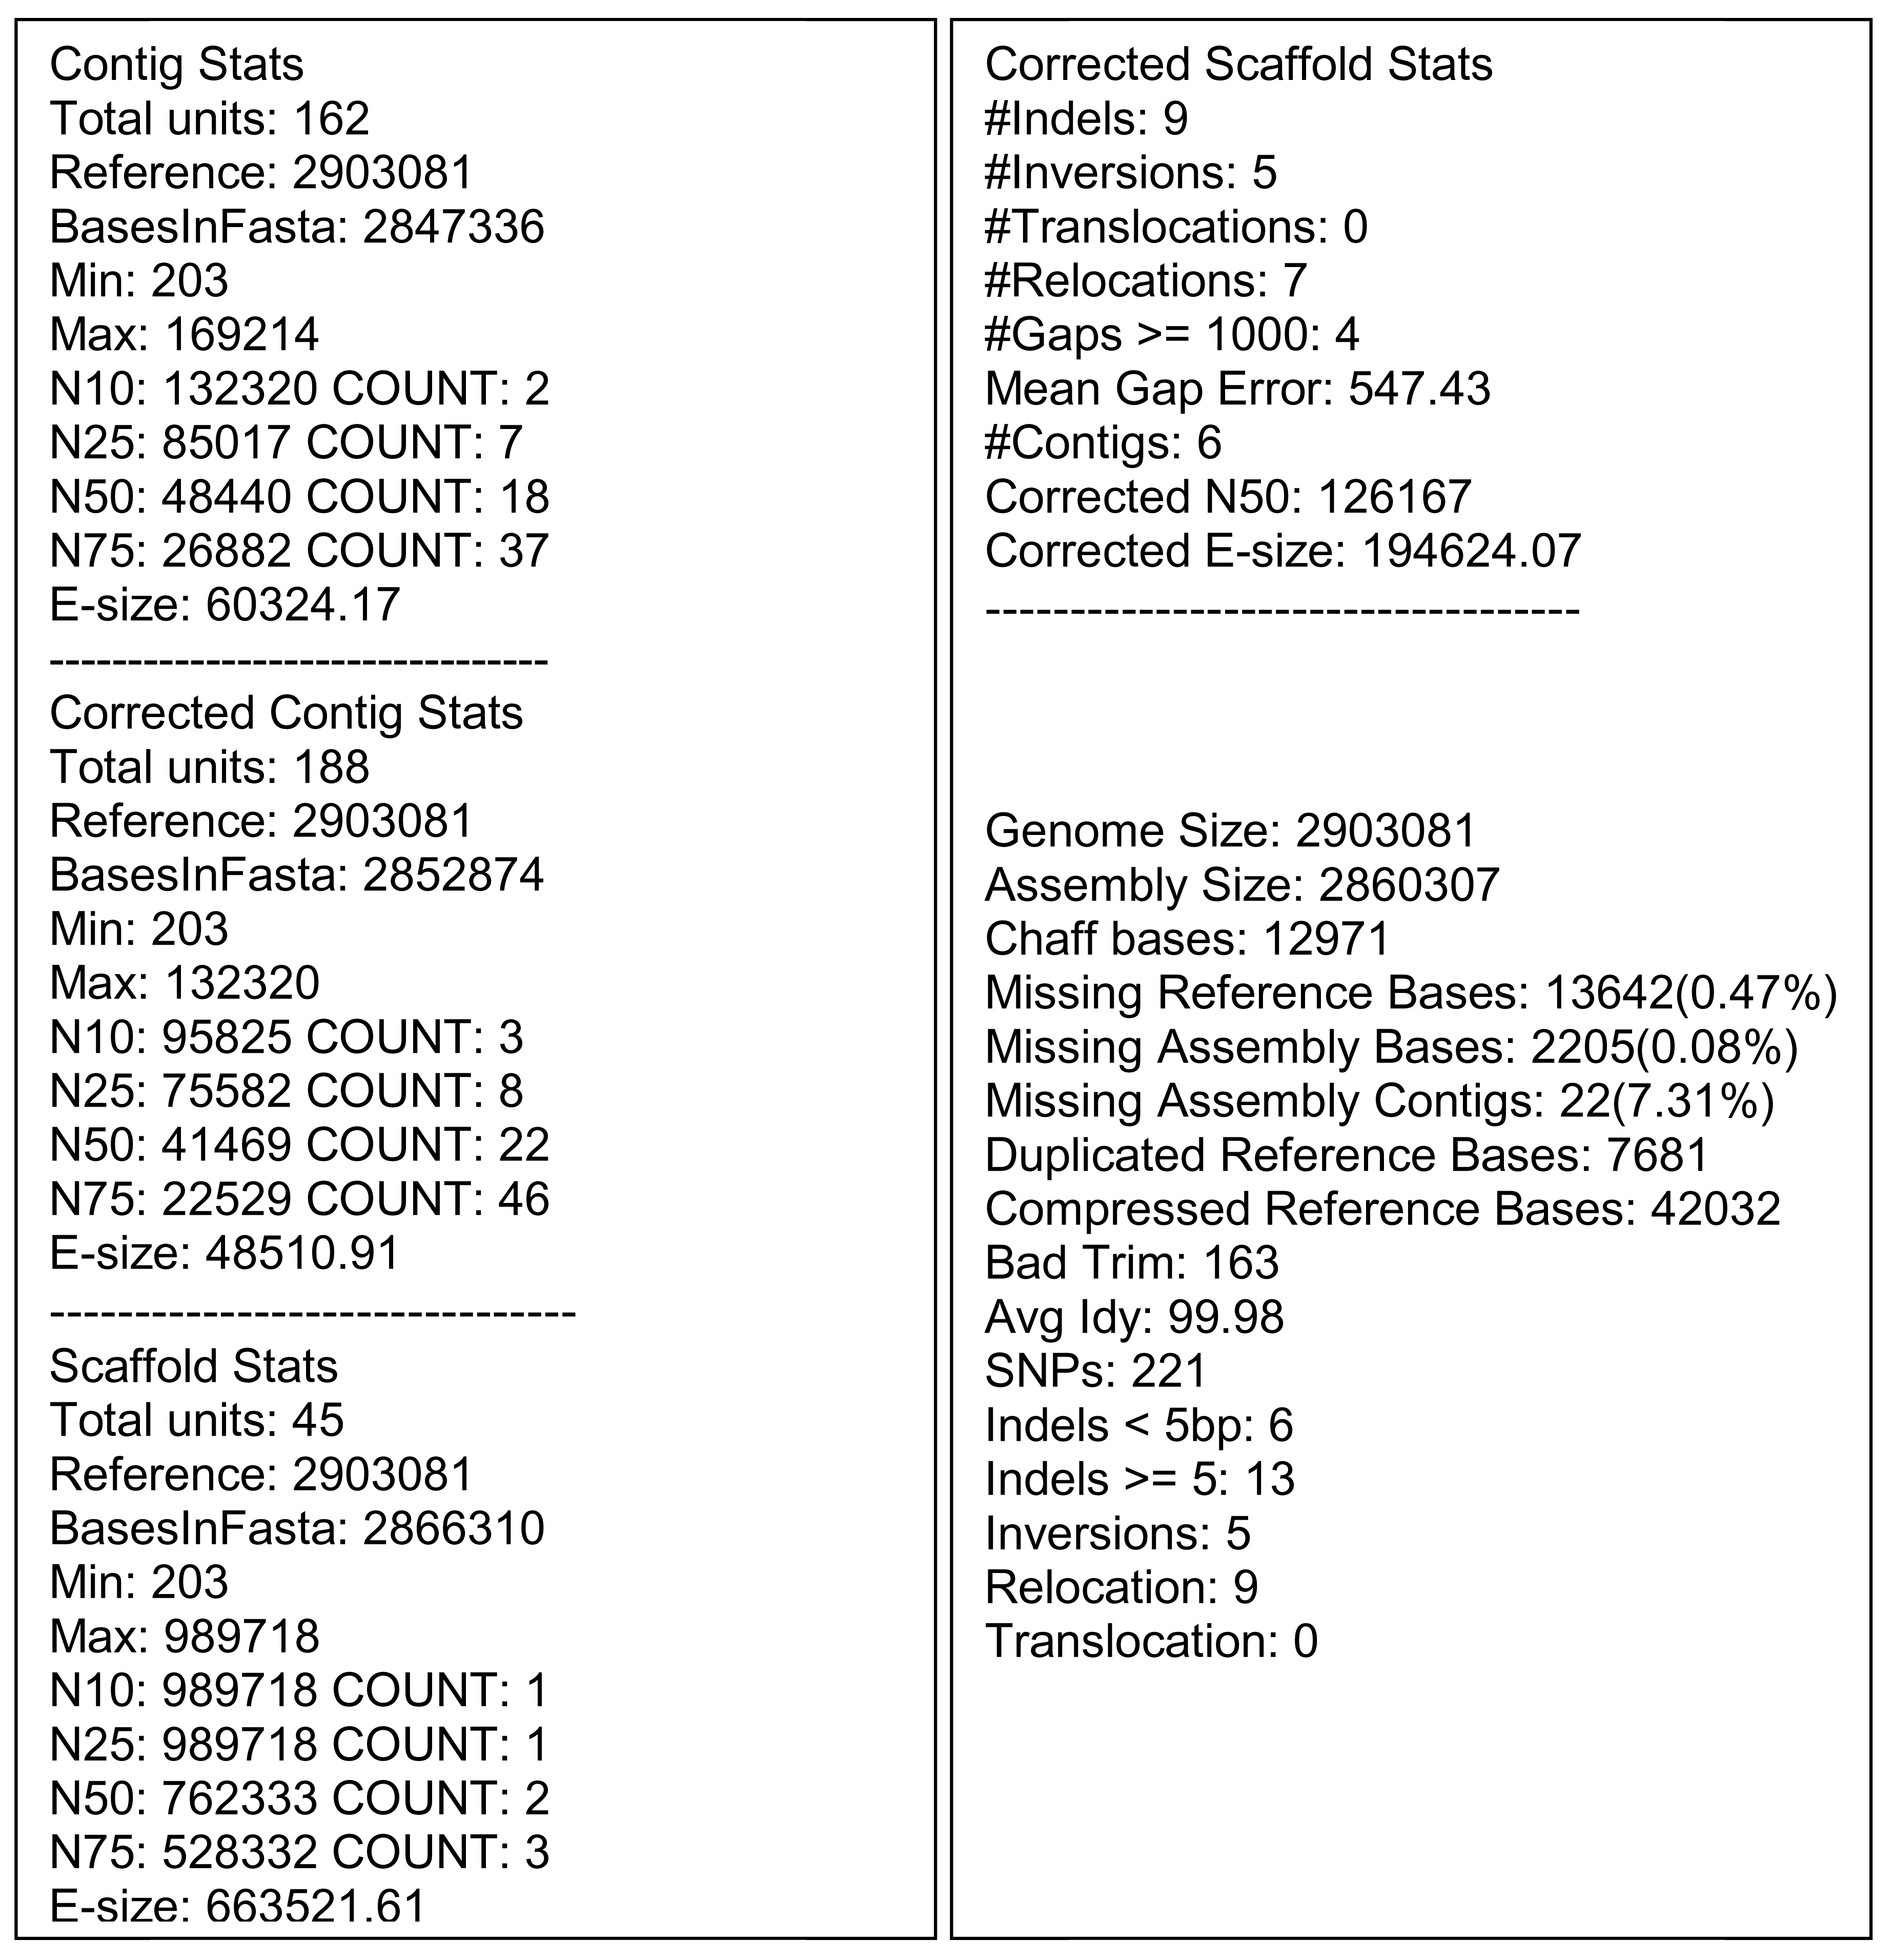 Contig Stats
Total units: 162
Reference: 2903081
BasesInFasta: 2847336
Min: 203
Max: 169214
N10: 132320 COUNT: 2
N25: 85017 COUNT: 7
N50: 48440 COUNT: 18
N75: 26882 COUNT: 37
E-size: 60324.17
--------------------------------
Corrected Contig Stats
Total units: 188
Reference: 2903081
BasesInFasta: 2852874
Min: 203
Max: 132320
N10: 95825 COUNT: 3
N25: 75582 COUNT: 8
N50: 41469 COUNT: 22
N75: 22529 COUNT: 46
E-size: 48510.91
-------------------------------
Scaffold Stats
Total units: 45
Reference: 2903081
BasesInFasta: 2866310
Min: 203
Max: 989718
N10: 989718 COUNT: 1
N25: 989718 COUNT: 1
N50: 762333 COUNT: 2
N75: 528332 COUNT: 3
E-size: 663521.61
Corrected Scaffold Stats
#Indels: 9
#Inversions: 5
#Translocations: 0
#Relocations: 7
#Gaps >= 1000: 4
Mean Gap Error: 547.43
#Contigs: 6
Corrected N50: 126167
Corrected E-size: 194624.07
-----------------------------------
Genome Size: 2903081
Assembly Size: 2860307
Chaff bases: 12971
Missing Reference Bases: 13642(0.47%)
Missing Assembly Bases: 2205(0.08%)
Missing Assembly Contigs: 22(7.31%)
Duplicated Reference Bases: 7681
Compressed Reference Bases: 42032
Bad Trim: 163
Avg Idy: 99.98
SNPs: 221
Indels < 5bp: 6
Indels >= 5: 13
Inversions: 5
Relocation: 9
Translocation: 0